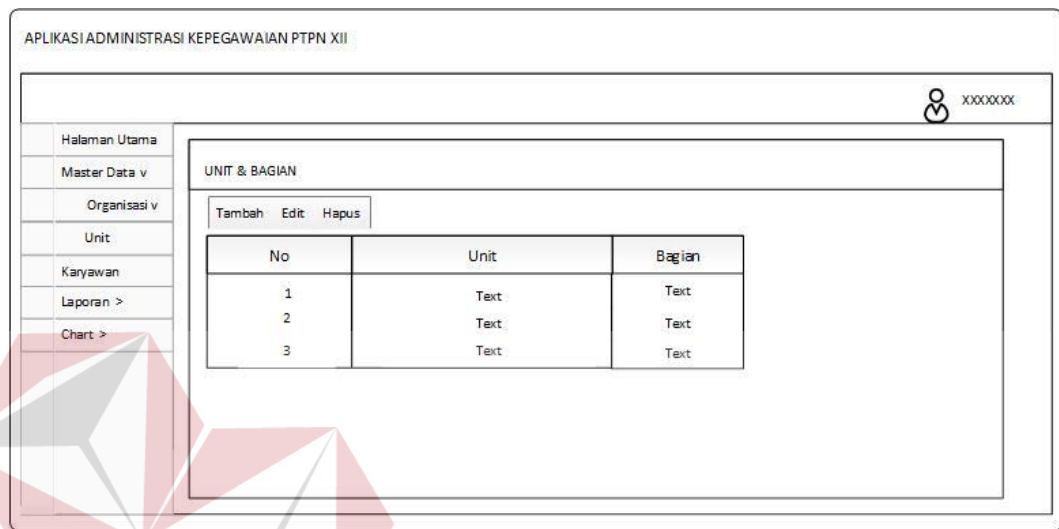 APLIKASI ADMINISTRASI KEPEGAWAIAN PTPN XII
XXXXXXX
Halaman Utama
Master Data v
Organisasi v
Unit
Karyawan
Laporan >
Chart >
UNIT & BAGIAN
Tambah Edit Hapus
No Unit Bagian
1 Text Text
2 Text Text
3 Text Text